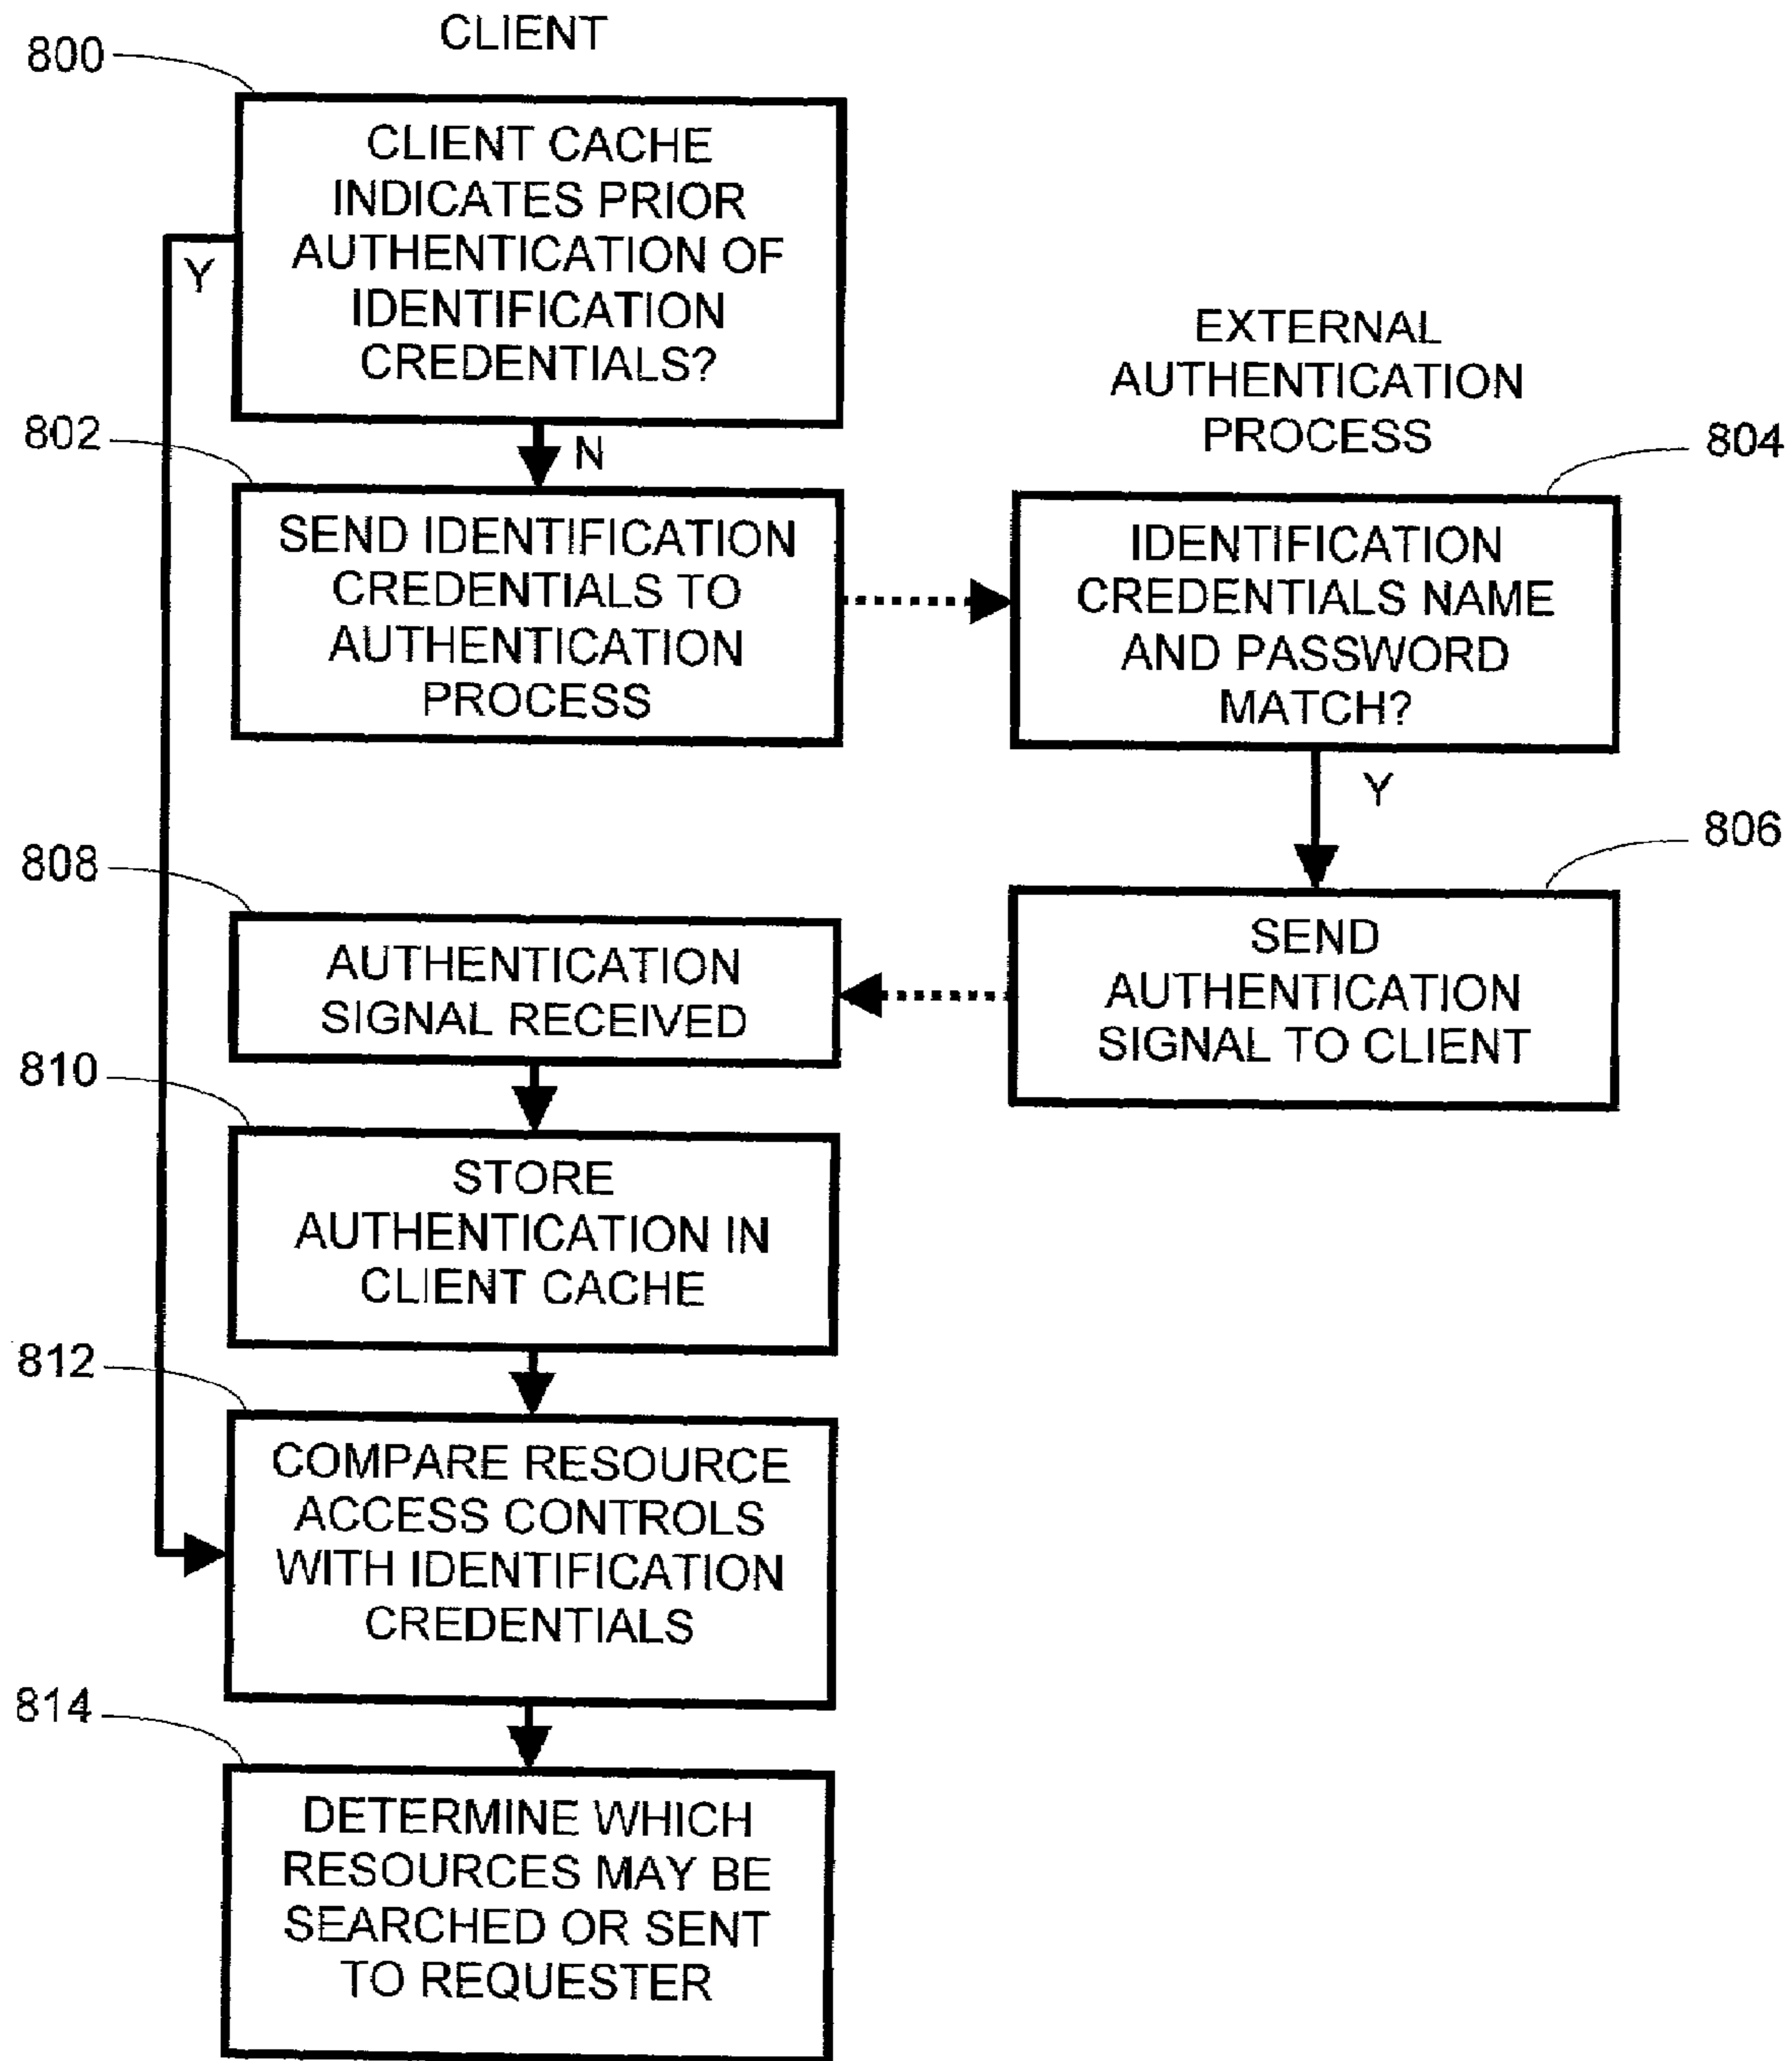 CLIENT
800
CLIENT CACHE
INDICATES PRIOR
AUTHENTICATION OF
IDENTIFICATION
CREDENTIALS?
Y
N
EXTERNAL
AUTHENTICATION
PROCESS
802
SEND IDENTIFICATION
CREDENTIALS TO
AUTHENTICATION
PROCESS
804
IDENTIFICATION
CREDENTIALS NAME
AND PASSWORD
MATCH?
Y
806
SEND
AUTHENTICATION
SIGNAL TO CLIENT
808
AUTHENTICATION
SIGNAL RECEIVED
810
STORE
AUTHENTICATION IN
CLIENT CACHE
812
COMPARE RESOURCE
ACCESS CONTROLS
WITH IDENTIFICATION
CREDENTIALS
814
DETERMINE WHICH
RESOURCES MAY BE
SEARCHED OR SENT
TO REQUESTER